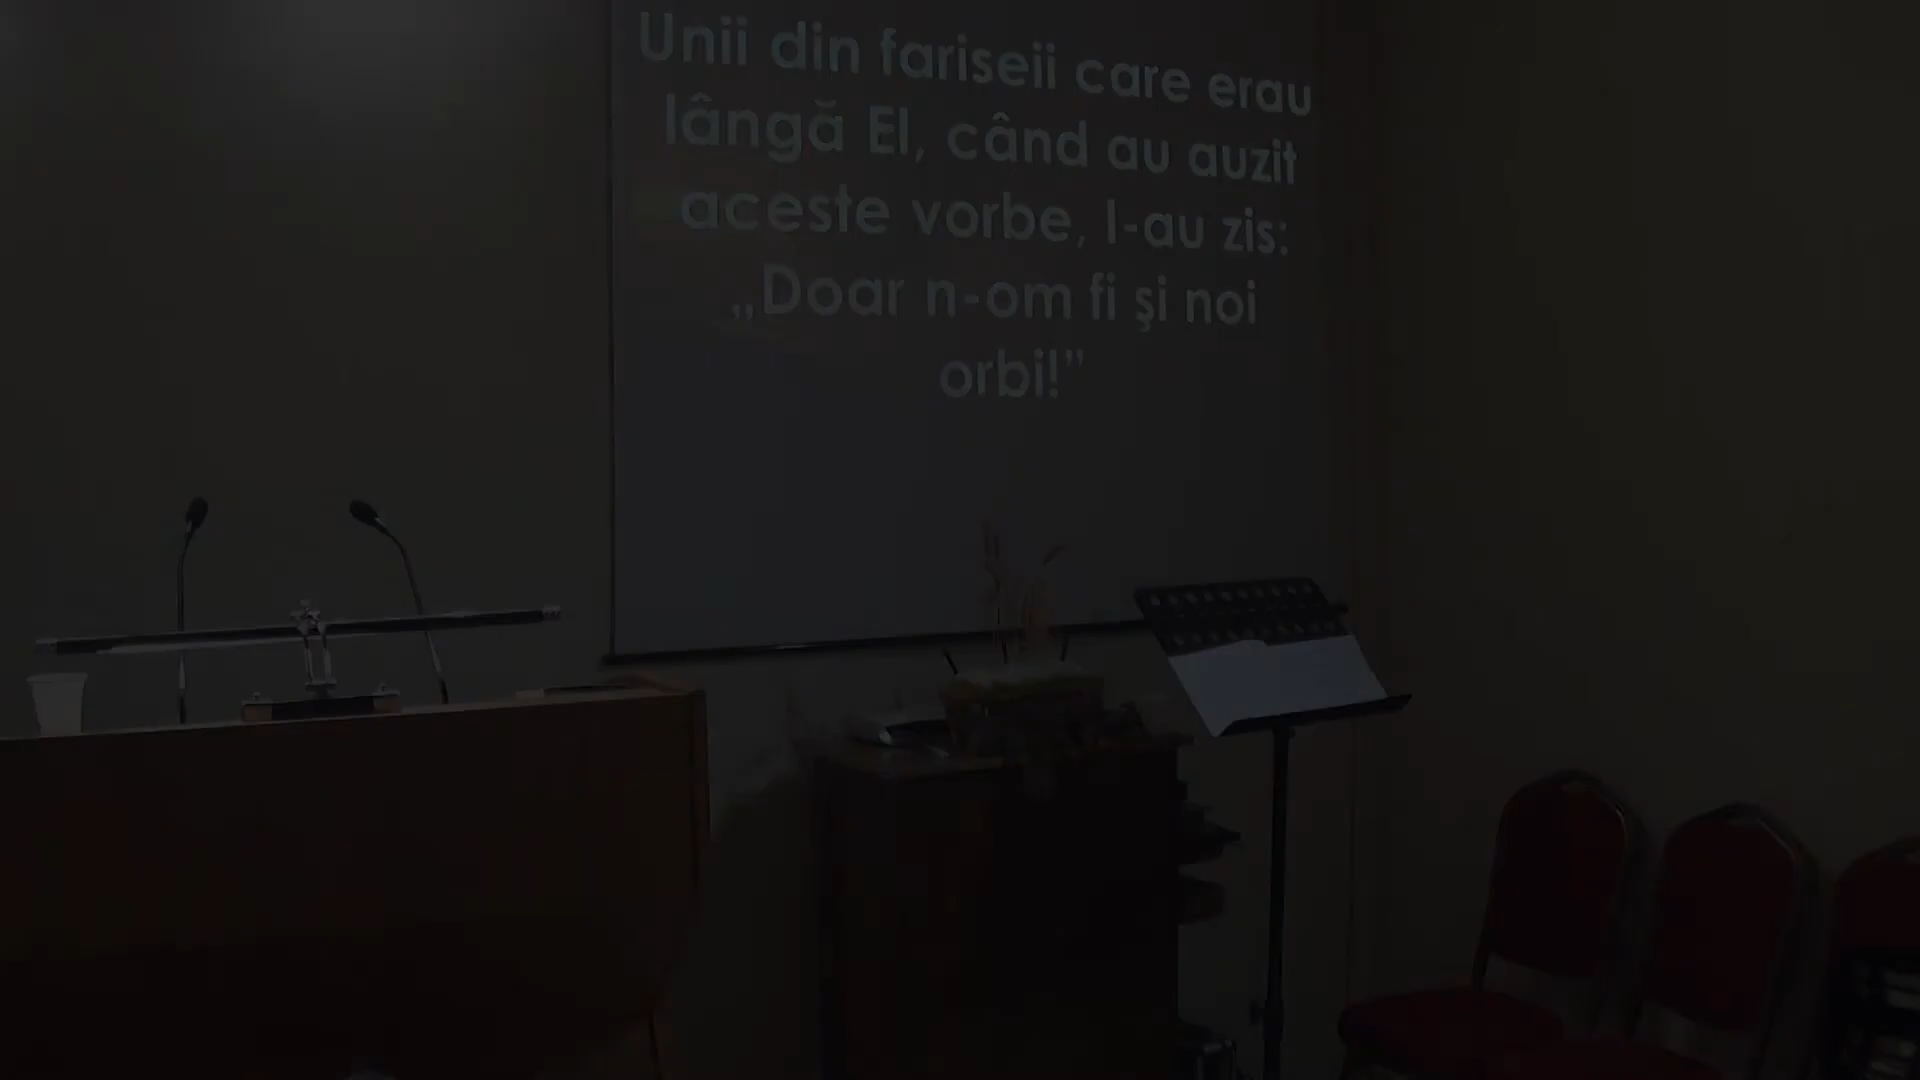 Unii din fariseii care erau
lângă El, când au auzit
aceste vorbe, I-au zis:
„Doar n-om fi şi noi
orbi!”